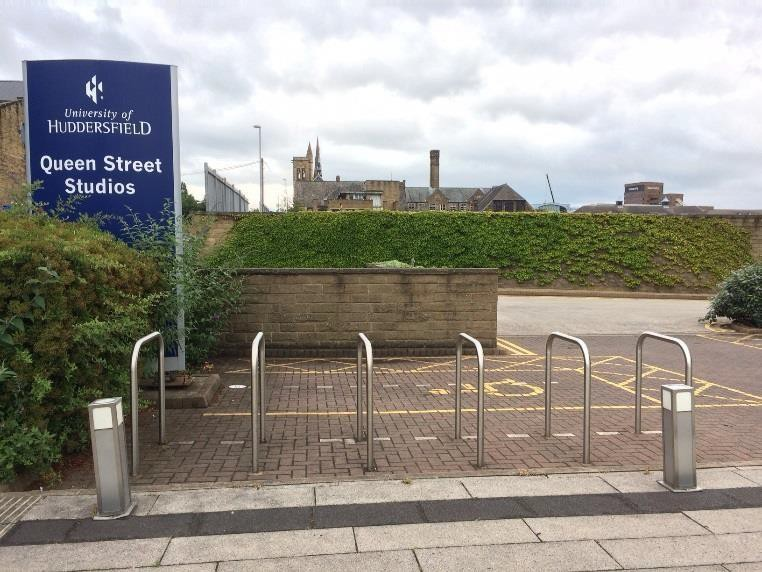 University of
HUDDERSFIELD
Queen Street
Studios